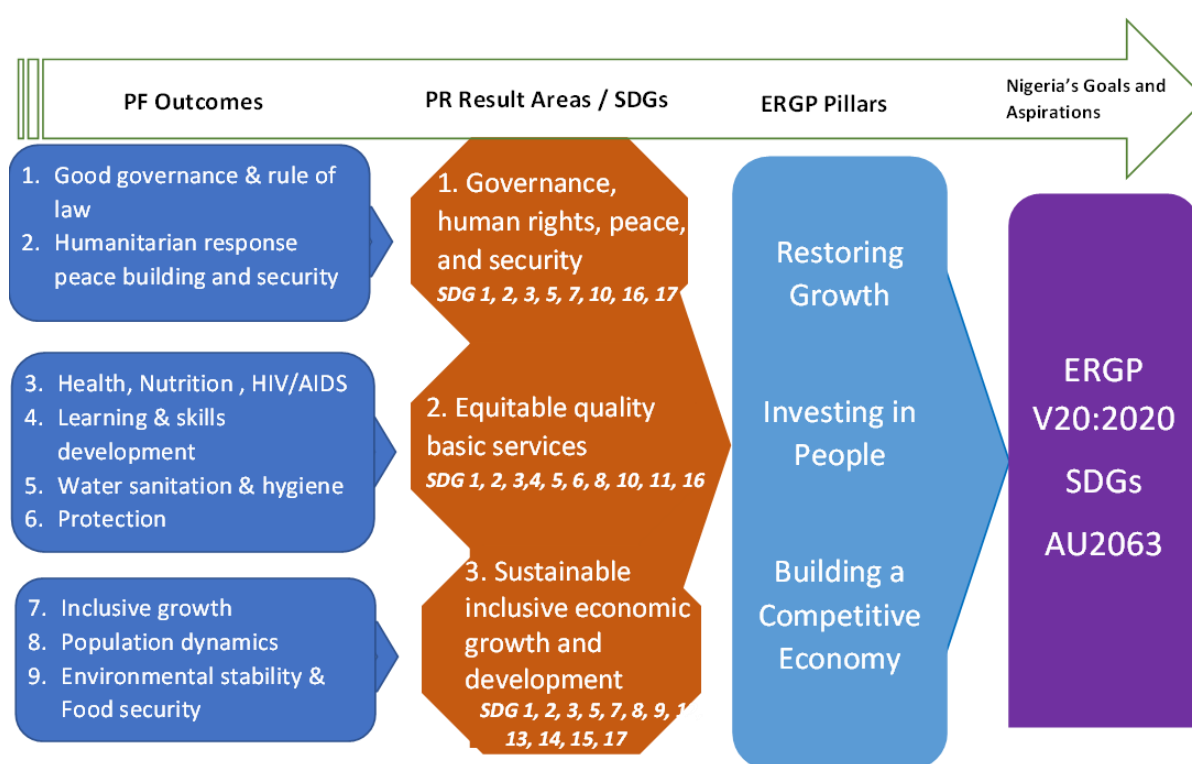 PF Outcomes
PR Result Areas / SDGs
ERGP Pillars
Nigeria's Goals and
Aspirations
1. Good governance & rule of
law
2. Humanitarian response
peace building and security
3. Health, Nutrition , HIV/AIDS
4. Learning & skills
development
5. Water sanitation & hygiene
6. Protection
7. Inclusive growth
8. Population dynamics
9. Environmental stability &
Food security
1. Governance,
human rights, peace,
and security
SDG 1, 2, 3, 5, 7, 10, 16, 17
2. Equitable quality
basic services
SDG 1, 2, 3,4, 5, 6, 8, 10, 11, 16
3. Sustainable
inclusive economic
growth and
development
SDG 1, 2, 3, 5, 7, 8, 9,
13, 14, 15, 17
Restoring
Growth
Investing in
People
Building a
Competitive
Economy
ERGP
V20:2020
SDGs
AU2063